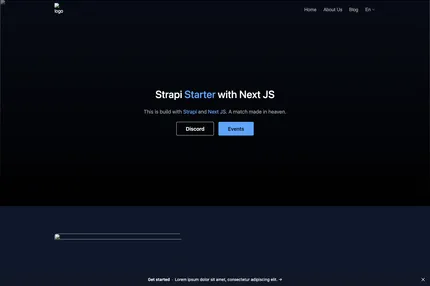 logo
Home
About Us
Blog
En
Strapi Starter with Next JS
This is build with Strapi and Next JS. A match made in heaven.
Discord
Events
Get started · Lorem ipsum dolor sit amet, consectetur adipiscing elit. →